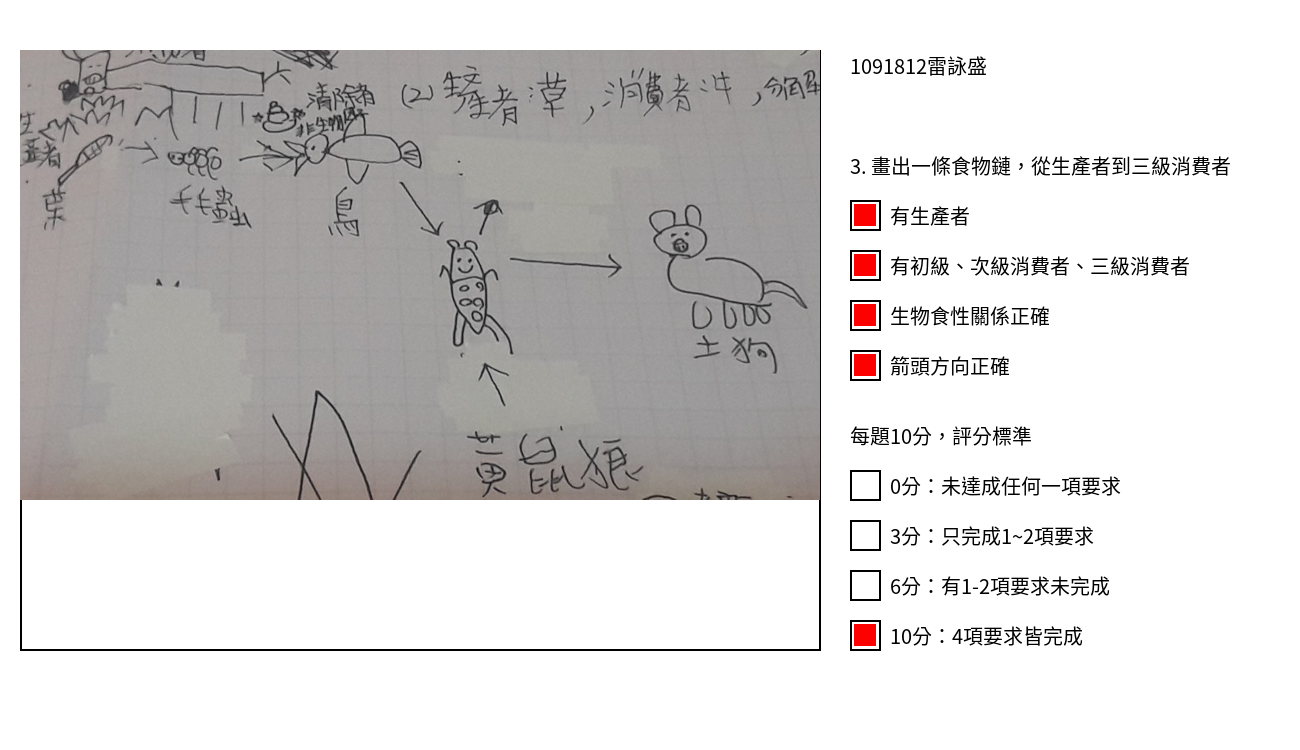 1091812雷詠盛
3. 畫出一條食物鏈，從生產者到三級消費者
有生產者
有初級、次級消費者、三級消費者
生物食性關係正確
箭頭方向正確
每題10分，評分標準
0分：未達成任何一項要求
3分：只完成1~2項要求
6分：有1-2項要求未完成
10分：4項要求皆完成
清除者
(2) 生產者草，消費者牛，分解
生
產者
葉
毛毛蟲
鳥
土狗
黃鼠狼